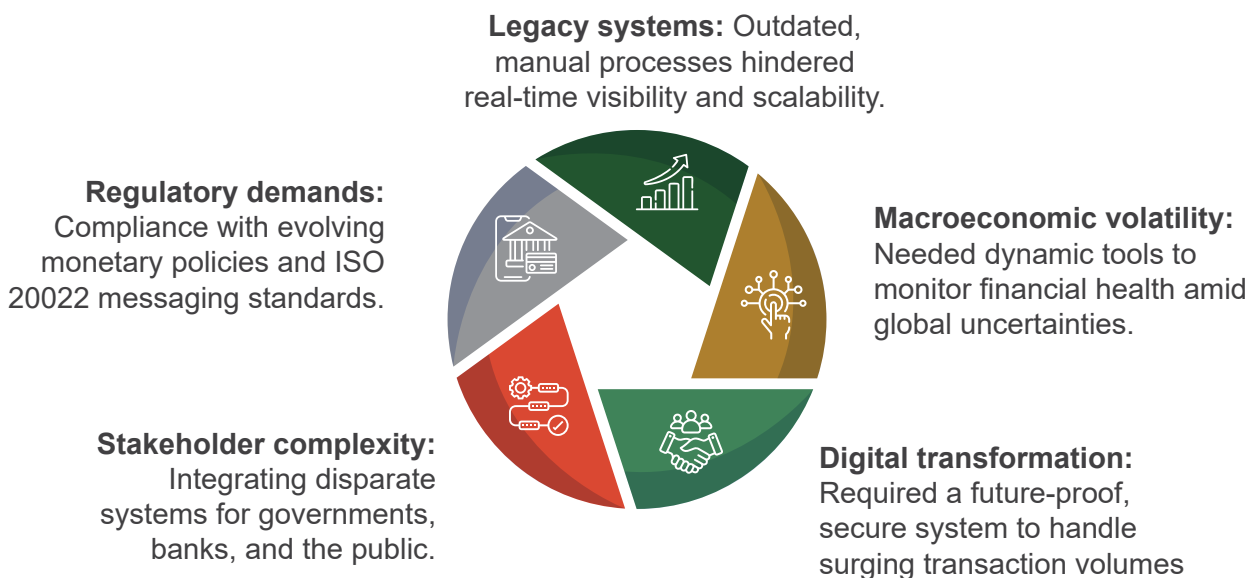 Legacy systems: Outdated,
manual processes hindered
real-time visibility and scalability.
Regulatory demands:
Compliance with evolving
monetary policies and ISO
20022 messaging standards.
Macroeconomic volatility:
Needed dynamic tools to
monitor financial health amid
global uncertainties.
Stakeholder complexity:
Integrating disparate
systems for governments,
banks, and the public.
Digital transformation:
Required a future-proof,
secure system to handle
surging transaction volumes